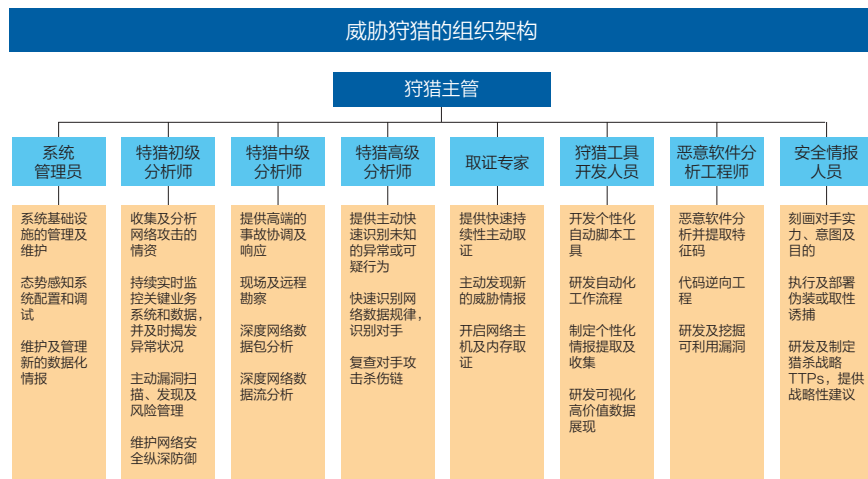 威胁狩猎的组织架构
狩猎主管
系统
管理员
特猎初级
分析师
特猎中级
分析师
特猎高级
分析师
取证专家
狩猎工具
开发人员
恶意软件分
析工程师
安全情报
人员
系统基础设
施的管理及
维护
态势感知系
统配置和调
试
维护及管理
新的数据化
情报
收集及分析
网络攻击的
情资
持续实时监
控关键业务
系统和数据，
并及时揭发
异常状况
主动漏洞扫
描、发现及
风险管理
维护网络安
全纵深防御
提供高端的
事故协调及
响应
现场及远程
勘察
深度网络数
据包分析
深度网络数
据流分析
提供主动快
速识别未知
的异常或可
疑行为
快速识别网
络数据规律，
识别对手
复查对手攻
击杀伤链
提供快速持
续性主动取
证
主动发现新
的威胁情报
开启网络主
机及内存取
证
开发个性化
自动脚本工
具
研发自动化
工作流程
制定个性化
情报提取及
收集
研发可视化
高价值数据
展现
恶意软件分
析并提取特
征码
代码逆向工
程
研发及挖掘
可利用漏洞
刻画对手实
力、意图及
目的
执行及部署
伪装或取性
诱捕
研发及制定
猎杀战略
TTPs，提供
战略性建议